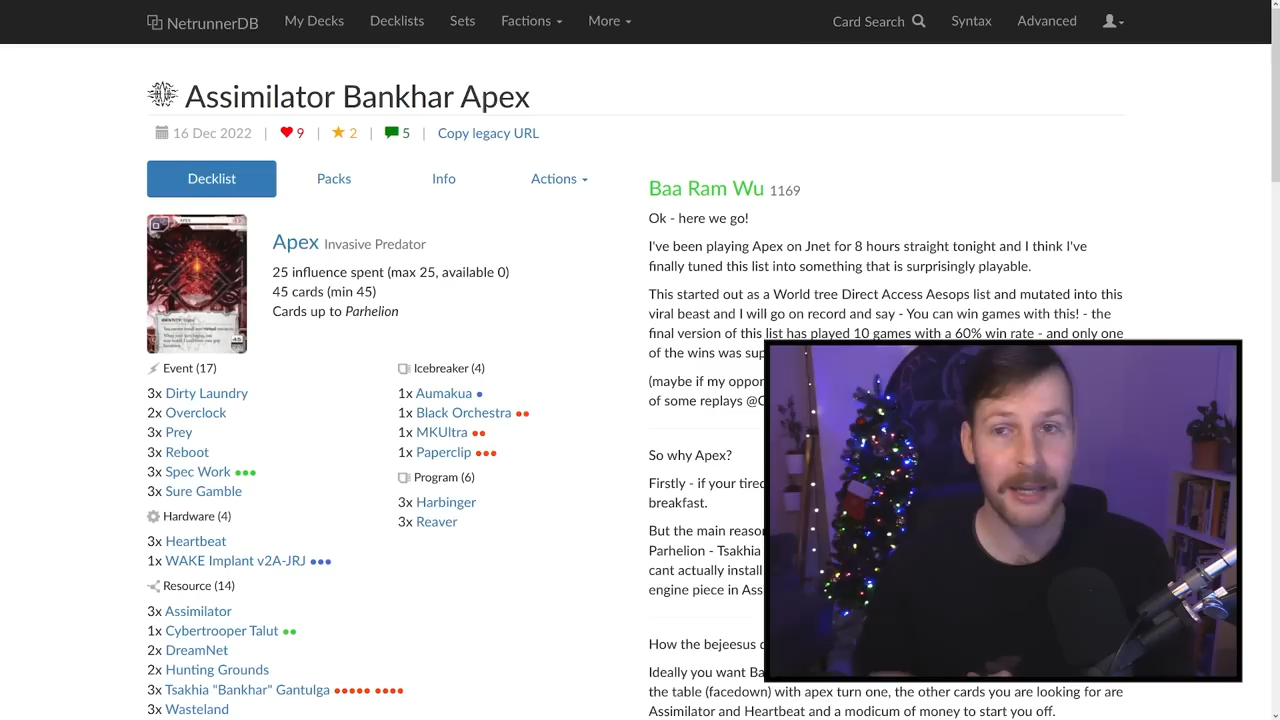 NetrunnerDB My Decks Decklists Sets Factions More Card Search Syntax Advanced
Assimilator Bankhar Apex
16 Dec 2022 | 9 | 2 | 5 | Copy legacy URL
Decklist Packs Info Actions
Apex Invasive Predator
25 influence spent (max 25, available 0)
45 cards (min 45)
Cards up to Parhelion
Event (17)
3x Dirty Laundry
2x Overclock
3x Prey
3x Reboot
3x Spec Work
3x Sure Gamble
Hardware (4)
3x Heartbeat
1x WAKE Implant v2A-JRJ
Resource (14)
3x Assimilator
1x Cybertrooper Talut
2x DreamNet
2x Hunting Grounds
3x Tsakhia "Bankhar" Gantulga
3x Wasteland
Icebreaker (4)
1x Aumakua
1x Black Orchestra
1x MKUltra
1x Paperclip
Program (6)
3x Harbinger
3x Reaver
Baa Ram Wu 1169
Ok - here we go!
I've been playing Apex on Jnet for 8 hours straight tonight and I think I've
finally tuned this list into something that is surprisingly playable.
This started out as a World tree Direct Access Aesops list and mutated into this
viral beast and I will go on record and say - You can win games with this! - the
final version of this list has played 10 games with a 60% win rate - and only one
of the wins was
(maybe if my
of some replays
So why Apex?
Firstly - if your
breakfast.
But the main
Parhelion - Tsakhia
cant actually install
engine piece in
How the bejeesus
Ideally you want
the table (facedown) with apex turn one, the other cards you are looking for are
Assimilator and Heartbeat and a modicum of money to start you off.